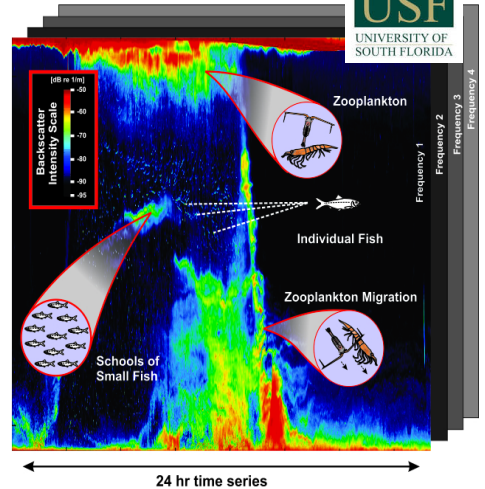 USF
UNIVERSITY OF
SOUTH FLORIDA
[dB re 1/m]
Backscatter
Intensity Scale
-50
-60
-70
-80
-90
-95
Zooplankton
Individual Fish
Zooplankton Migration
Schools of
Small Fish
Frequency 1
Frequency 2
Frequency 3
Frequency 4
24 hr time series